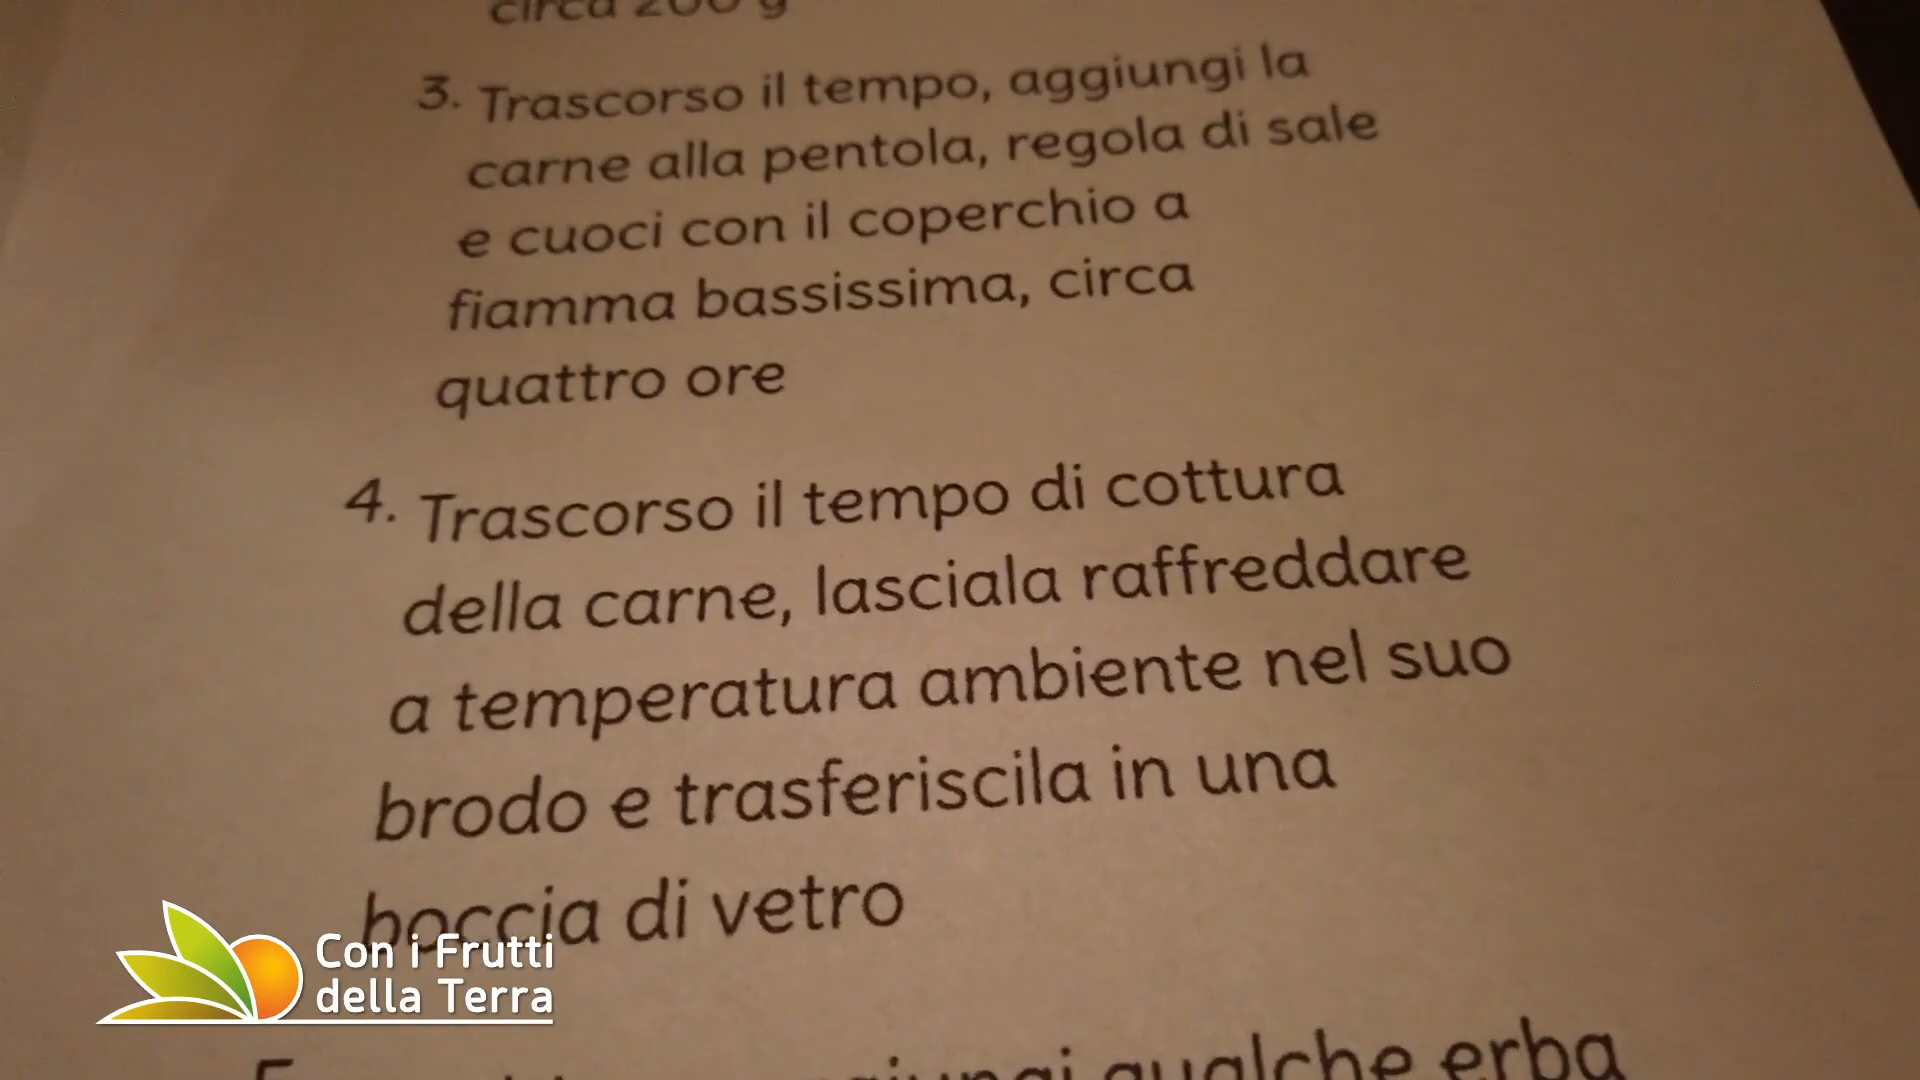 circa 200 g
3. Trascorso il tempo, aggiungi la
carne alla pentola, regola di sale
e cuoci con il coperchio a
fiamma bassissima, circa
quattro ore
4. Trascorso il tempo di cottura
della carne, lasciala raffreddare
a temperatura ambiente nel suo
brodo e trasferiscila in una
boccia di vetro
qualche erba
Con i Frutti
della Terra